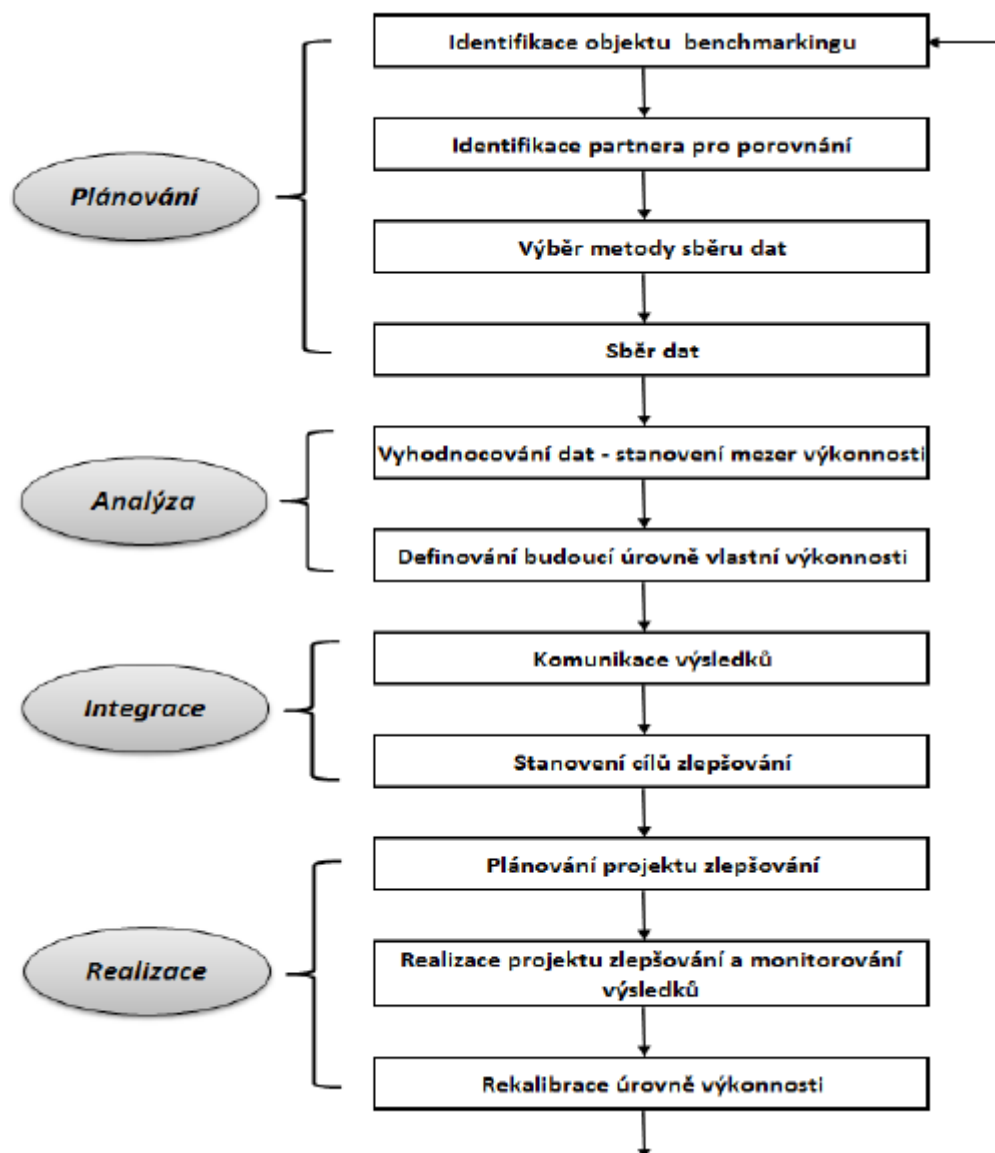 Identifikace objektu benchmarkingu
Identifikace partnera pro porovnání
Plánování
Výběr metody sběru dat
Sběr dat
Vyhodnocování dat - stanovení mezer výkonnosti
Analýza
Definování budoucí úrovně vlastní výkonnosti
Komunikace výsledků
Integrace
Stanovení cílů zlepšování
Plánování projektu zlepšování
Realizace
Realizace projektu zlepšování a monitorování
výsledků
Rekalibrace úrovně výkonnosti